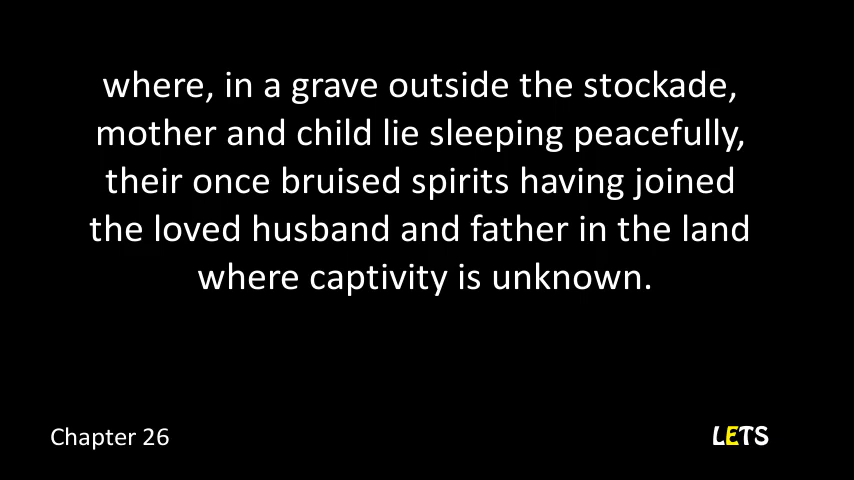 where, in a grave outside the stockade,
mother and child lie sleeping peacefully,
their once bruised spirits having joined
the loved husband and father in the land
where captivity is unknown.
Chapter 26
LETS